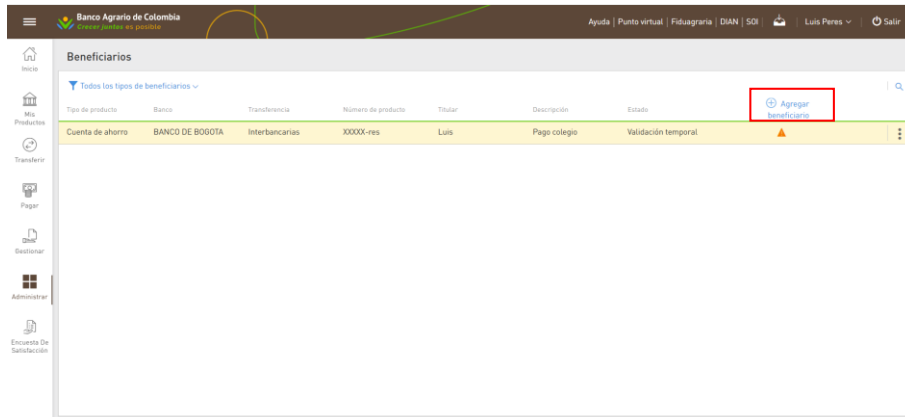 Banco Agrario de Colombia
Crecer juntos es posible
Ayuda | Punto virtual | Fiduagraria | DIAN | SOI | Luis Peres | Salir
Inicio
Mis
Productos
Transferir
Pagar
Gestionar
Administrar
Encuesta De
Satisfacción
Beneficiarios
Todos los tipos de beneficiarios
Tipo de producto Banco Transferencia Número de producto Titular Descripción Estado
Agregar
beneficiario
Cuenta de ahorro BANCO DE BOGOTA Interbancarias XXXXX-res Luis Pago colegio Validación temporal